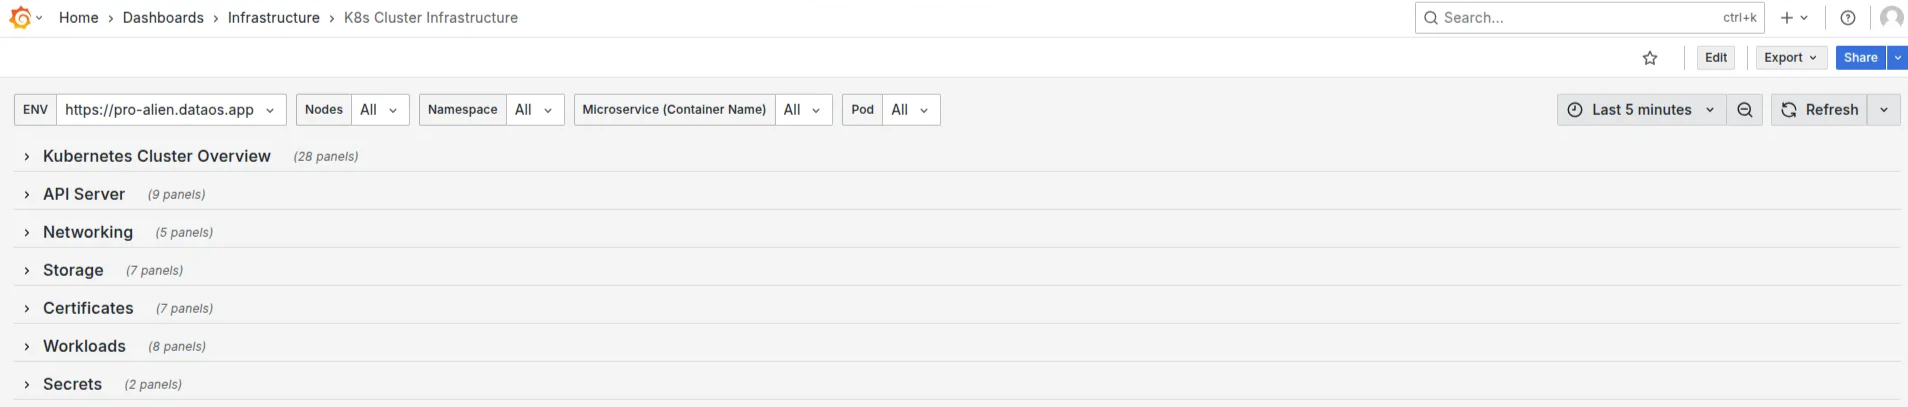 Home › Dashboards › Infrastructure › K8s Cluster Infrastructure Search... ctrl+k
Edit Export Share
ENV https://pro-alien.dataos.app Nodes All Namespace All Microservice (Container Name) All Pod All Last 5 minutes Refresh
Kubernetes Cluster Overview (28 panels)
API Server (9 panels)
Networking (5 panels)
Storage (7 panels)
Certificates (7 panels)
Workloads (8 panels)
Secrets (2 panels)